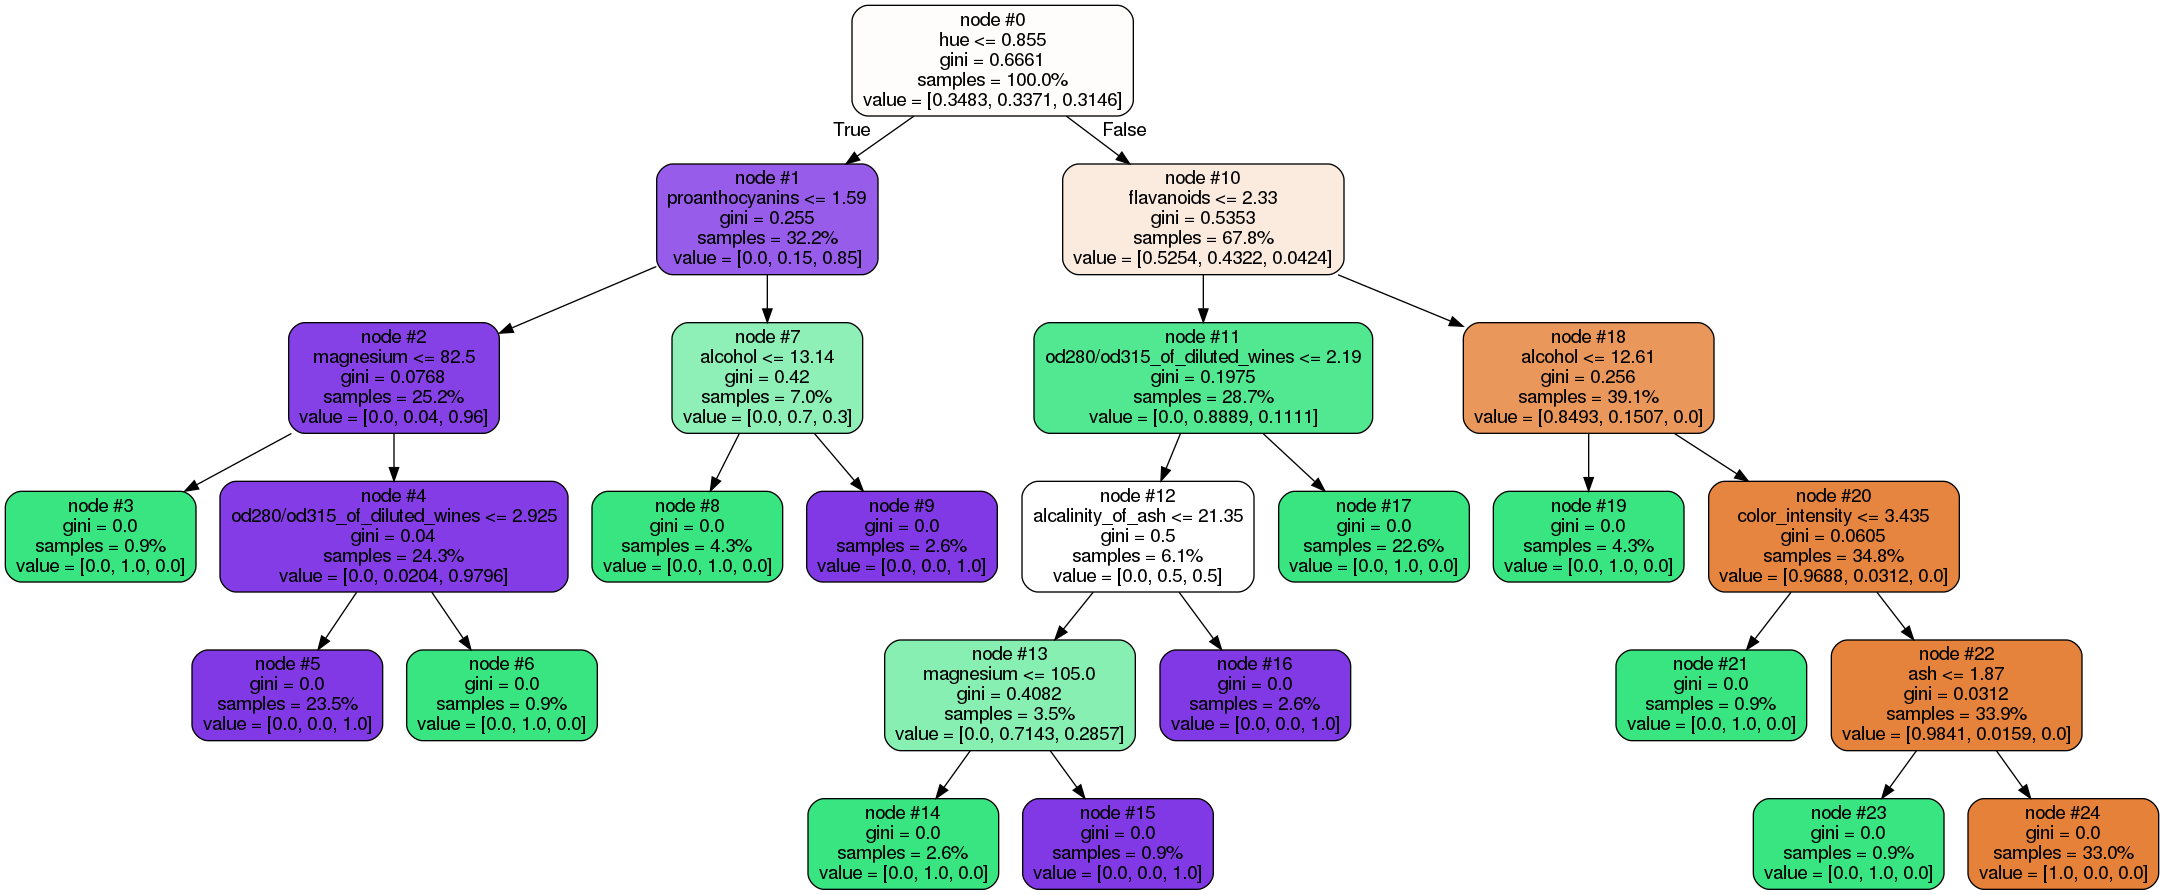 node #0
hue <= 0.855
gini = 0.6661
samples = 100.0%
value = [0.3483, 0.3371, 0.3146]
True
False
node #1
proanthocyanins <= 1.59
gini = 0.255
samples = 32.2%
value = [0.0, 0.15, 0.85]
node #10
flavanoids <= 2.33
gini = 0.5353
samples = 67.8%
value = [0.5254, 0.4322, 0.0424]
node #2
magnesium <= 82.5
gini = 0.0768
samples = 25.2%
value = [0.0, 0.04, 0.96]
node #7
alcohol <= 13.14
gini = 0.42
samples = 7.0%
value = [0.0, 0.7, 0.3]
node #11
od280/od315_of_diluted_wines <= 2.19
gini = 0.1975
samples = 28.7%
value = [0.0, 0.8889, 0.1111]
node #18
alcohol <= 12.61
gini = 0.256
samples = 39.1%
value = [0.8493, 0.1507, 0.0]
node #3
gini = 0.0
samples = 0.9%
value = [0.0, 1.0, 0.0]
node #4
od280/od315_of_diluted_wines <= 2.925
gini = 0.04
samples = 24.3%
value = [0.0, 0.0204, 0.9796]
node #8
gini = 0.0
samples = 4.3%
value = [0.0, 1.0, 0.0]
node #9
gini = 0.0
samples = 2.6%
value = [0.0, 0.0, 1.0]
node #12
alcalinity_of_ash <= 21.35
gini = 0.5
samples = 6.1%
value = [0.0, 0.5, 0.5]
node #17
gini = 0.0
samples = 22.6%
value = [0.0, 1.0, 0.0]
node #19
gini = 0.0
samples = 4.3%
value = [0.0, 1.0, 0.0]
node #20
color_intensity <= 3.435
gini = 0.0605
samples = 34.8%
value = [0.9688, 0.0312, 0.0]
node #5
gini = 0.0
samples = 23.5%
value = [0.0, 0.0, 1.0]
node #6
gini = 0.0
samples = 0.9%
value = [0.0, 1.0, 0.0]
node #13
magnesium <= 105.0
gini = 0.4082
samples = 3.5%
value = [0.0, 0.7143, 0.2857]
node #16
gini = 0.0
samples = 2.6%
value = [0.0, 0.0, 1.0]
node #21
gini = 0.0
samples = 0.9%
value = [0.0, 1.0, 0.0]
node #22
ash <= 1.87
gini = 0.0312
samples = 33.9%
value = [0.9841, 0.0159, 0.0]
node #14
gini = 0.0
samples = 2.6%
value = [0.0, 1.0, 0.0]
node #15
gini = 0.0
samples = 0.9%
value = [0.0, 0.0, 1.0]
node #23
gini = 0.0
samples = 0.9%
value = [0.0, 1.0, 0.0]
node #24
gini = 0.0
samples = 33.0%
value = [1.0, 0.0, 0.0]